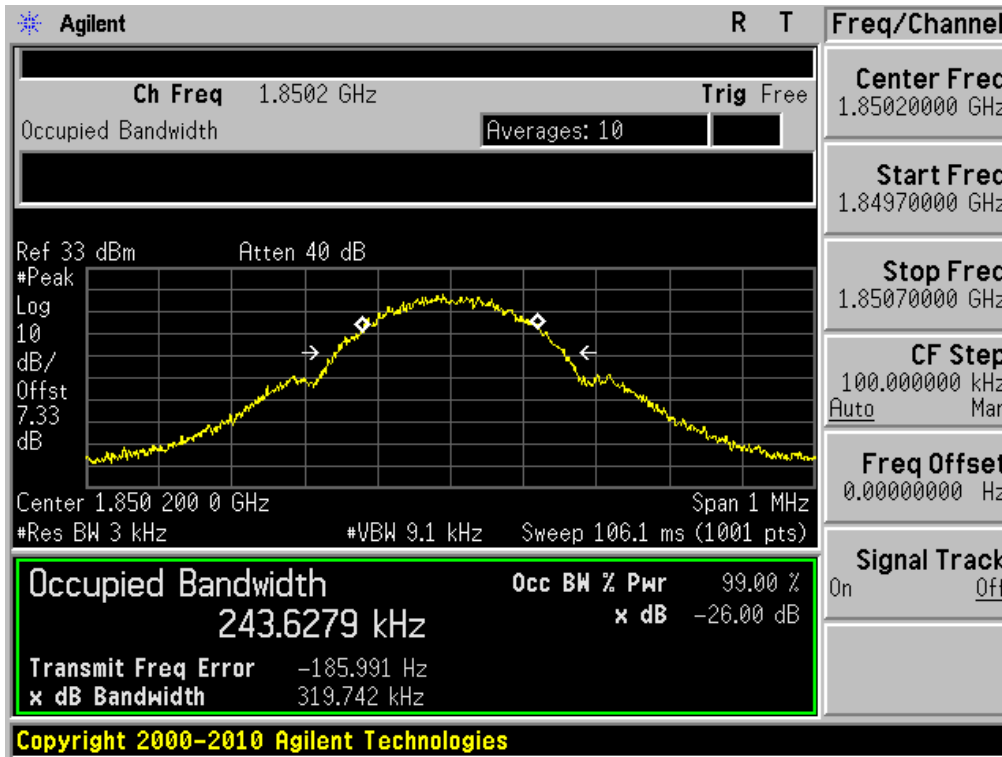 Agilent R T
Freq/Channel
Ch Freq 1.8502 GHz Trig Free
Occupied Bandwidth Averages: 10
Center Freq
1.85020000 GHz
Start Freq
1.84970000 GHz
Stop Freq
1.85070000 GHz
CF Step
100.000000 kHz
Auto Man
Freq Offset
0.00000000 Hz
Signal Track
On Off
Ref 33 dBm Atten 40 dB
#Peak
Log
10
dB/
Offst
7.33
dB
Center 1.850 200 0 GHz Span 1 MHz
#Res BW 3 kHz #VBW 9.1 kHz Sweep 106.1 ms (1001 pts)
Occupied Bandwidth Occ BW % Pwr 99.00 %
243.6279 kHz x dB -26.00 dB
Transmit Freq Error -185.991 Hz
x dB Bandwidth 319.742 kHz
Copyright 2000-2010 Agilent Technologies